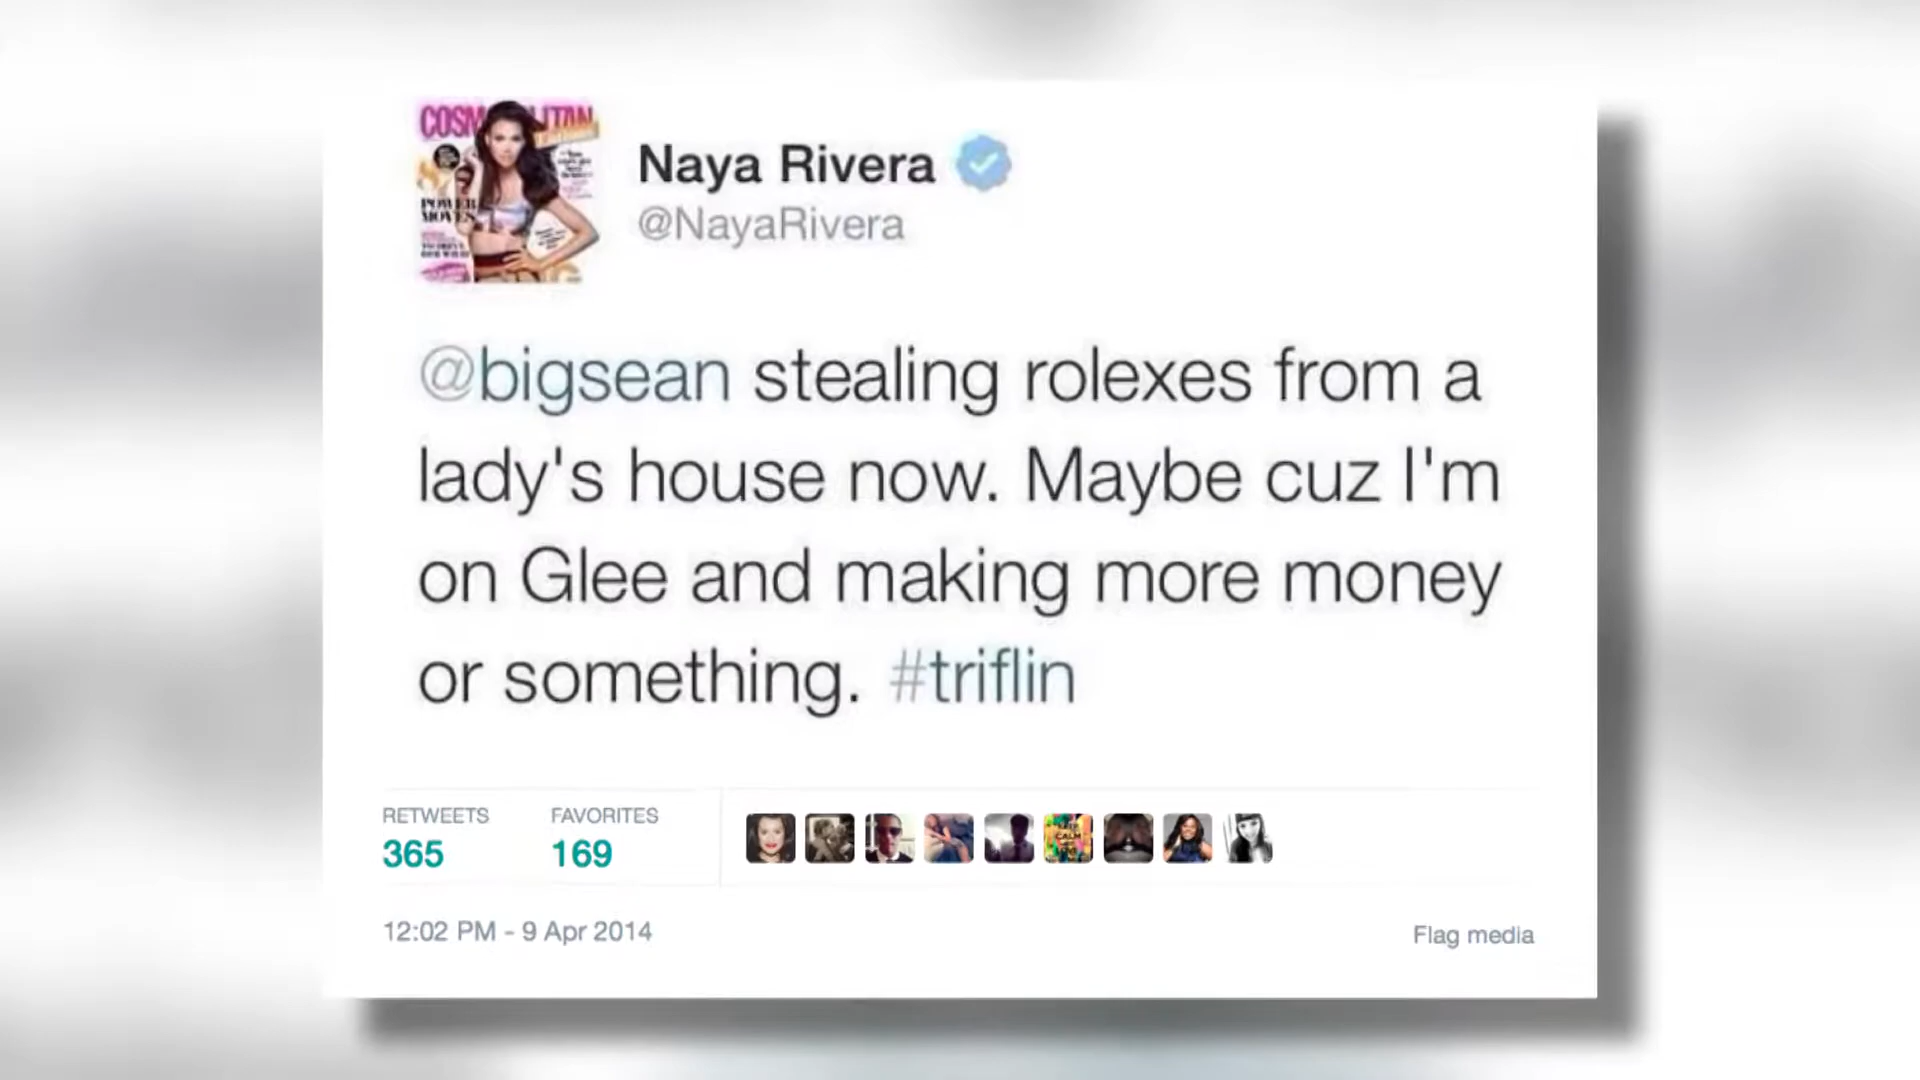 COSMOPOLITAN
POWER
MOVES
Naya Rivera
@NayaRivera
@bigsean stealing rolexes from a
lady's house now. Maybe cuz I'm
on Glee and making more money
or something. #triflin
RETWEETS FAVORITES
365 169
12:02 PM - 9 Apr 2014
Flag media